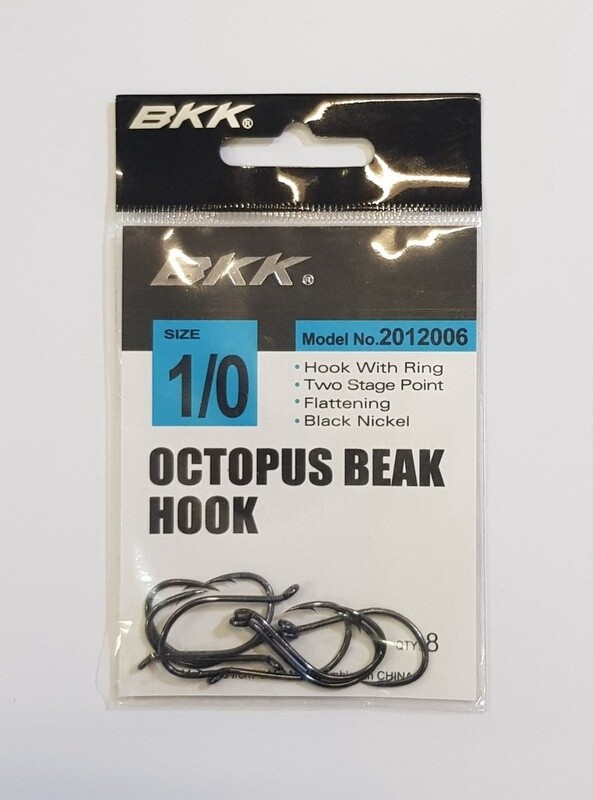 BKK®
BKK®
SIZE
1/0
Model No.2012006
• Hook With Ring
• Two Stage Point
• Flattening
• Black Nickel
OCTOPUS BEAK
HOOK
QTY 8
CHINA